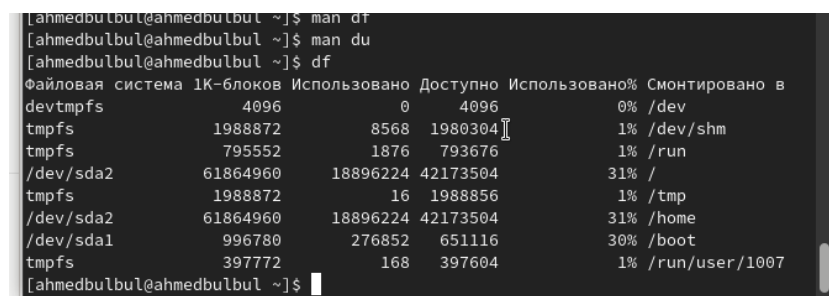 [ahmedbulbul@ahmedbulbul ~]$ man df
[ahmedbulbul@ahmedbulbul ~]$ man du
[ahmedbulbul@ahmedbulbul ~]$ df
Файловая система 1K-блоков Использовано Доступно Использовано% Смонтировано в
devtmpfs 4096 0 4096 0% /dev
tmpfs 1988872 8568 1980304 1% /dev/shm
tmpfs 795552 1876 793676 1% /run
/dev/sda2 61864960 18896224 42173504 31% /
tmpfs 1988872 16 1988856 1% /tmp
/dev/sda2 61864960 18896224 42173504 31% /home
/dev/sda1 996780 276852 651116 30% /boot
tmpfs 397772 168 397604 1% /run/user/1007
[ahmedbulbul@ahmedbulbul ~]$